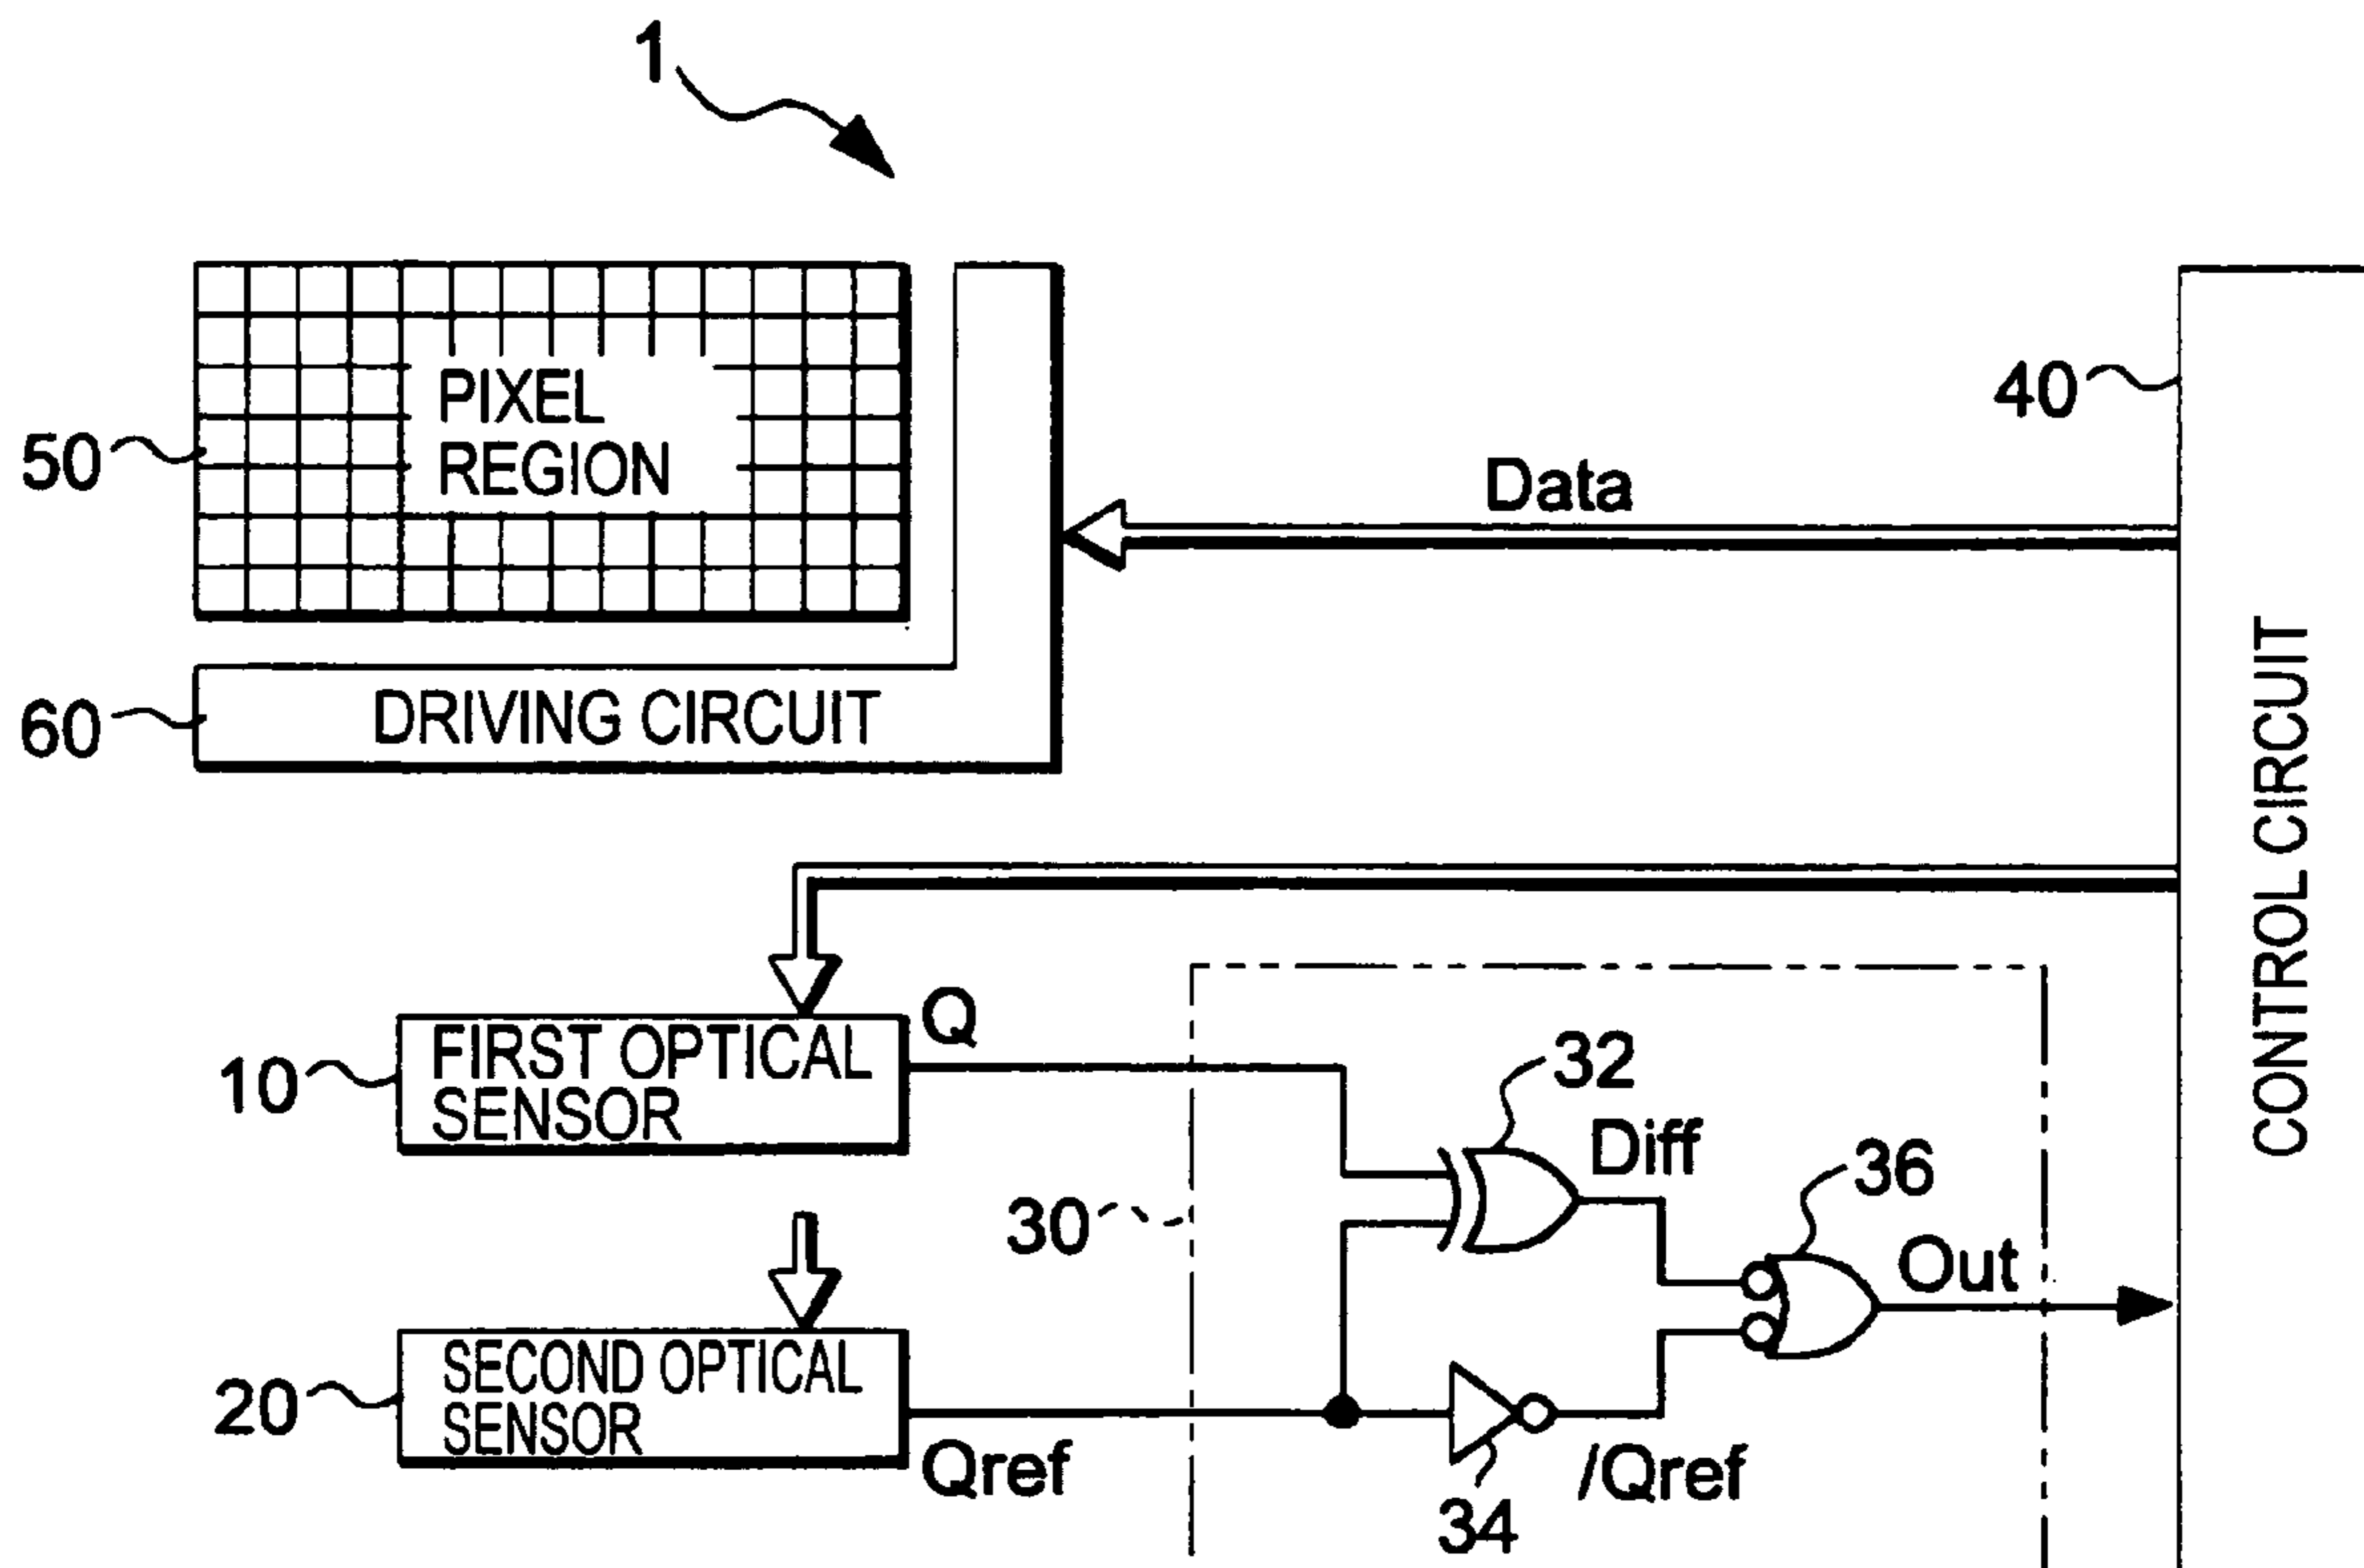 1
PIXEL
REGION
50
40
Data
60
DRIVING CIRCUIT
CONTROL CIRCUIT
10
FIRST OPTICAL
SENSOR
Q
32
Diff
36
30
Out
20
SECOND OPTICAL
SENSOR
Qref
/Qref
34